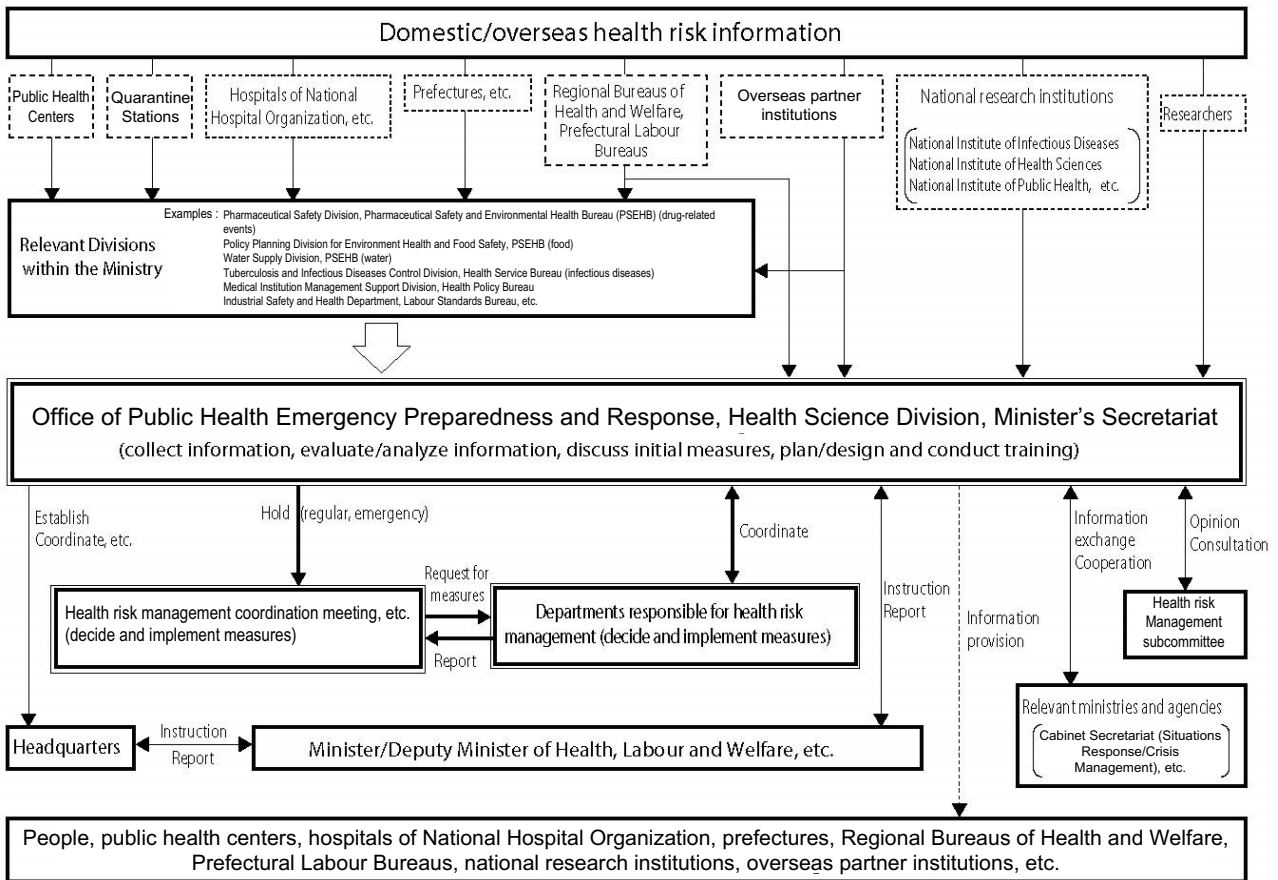 Domestic/overseas health risk information
Public Health
Centers
Quarantine
Stations
Hospitals of National
Hospital Organization, etc.
Prefectures, etc.
Regional Bureaus of
Health and Welfare,
Prefectural Labour
Bureaus
Overseas partner
institutions
National research institutions
National Institute of Infectious Diseases
National Institute of Health Sciences
National Institute of Public Health, etc.
Researchers
Relevant Divisions
within the Ministry
Examples : Pharmaceutical Safety Division, Pharmaceutical Safety and Environmental Health Bureau (PSEHB) (drug-related
events)
Policy Planning Division for Environment Health and Food Safety, PSEHB (food)
Water Supply Division, PSEHB (water)
Tuberculosis and Infectious Diseases Control Division, Health Service Bureau (infectious diseases)
Medical Institution Management Support Division, Health Policy Bureau
Industrial Safety and Health Department, Labour Standards Bureau, etc.
Office of Public Health Emergency Preparedness and Response, Health Science Division, Minister's Secretariat
(collect information, evaluate/analyze information, discuss initial measures, plan/design and conduct training)
Establish
Coordinate, etc.
Hold (regular, emergency)
Coordinate
Instruction
Report
Information
provision
Information
exchange
Cooperation
Opinion
Consultation
Health risk management coordination meeting, etc.
(decide and implement measures)
Request for
measures
Report
Departments responsible for health risk
management (decide and implement measures)
Health risk
Management
subcommittee
Relevant ministries and agencies
Cabinet Secretariat (Situations
Response/Crisis
Management), etc.
Headquarters
Instruction
Report
Minister/Deputy Minister of Health, Labour and Welfare, etc.
People, public health centers, hospitals of National Hospital Organization, prefectures, Regional Bureaus of Health and Welfare,
Prefectural Labour Bureaus, national research institutions, overseas partner institutions, etc.